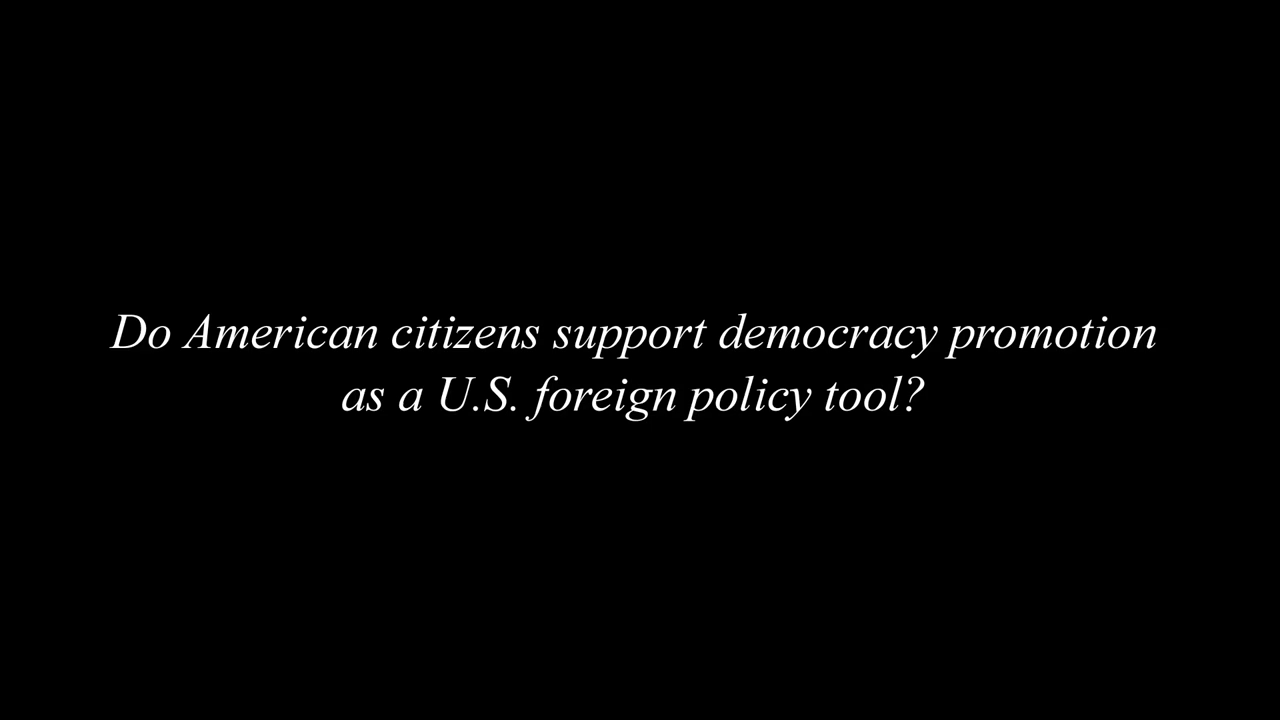 Do American citizens support democracy promotion
as a U.S. foreign policy tool?